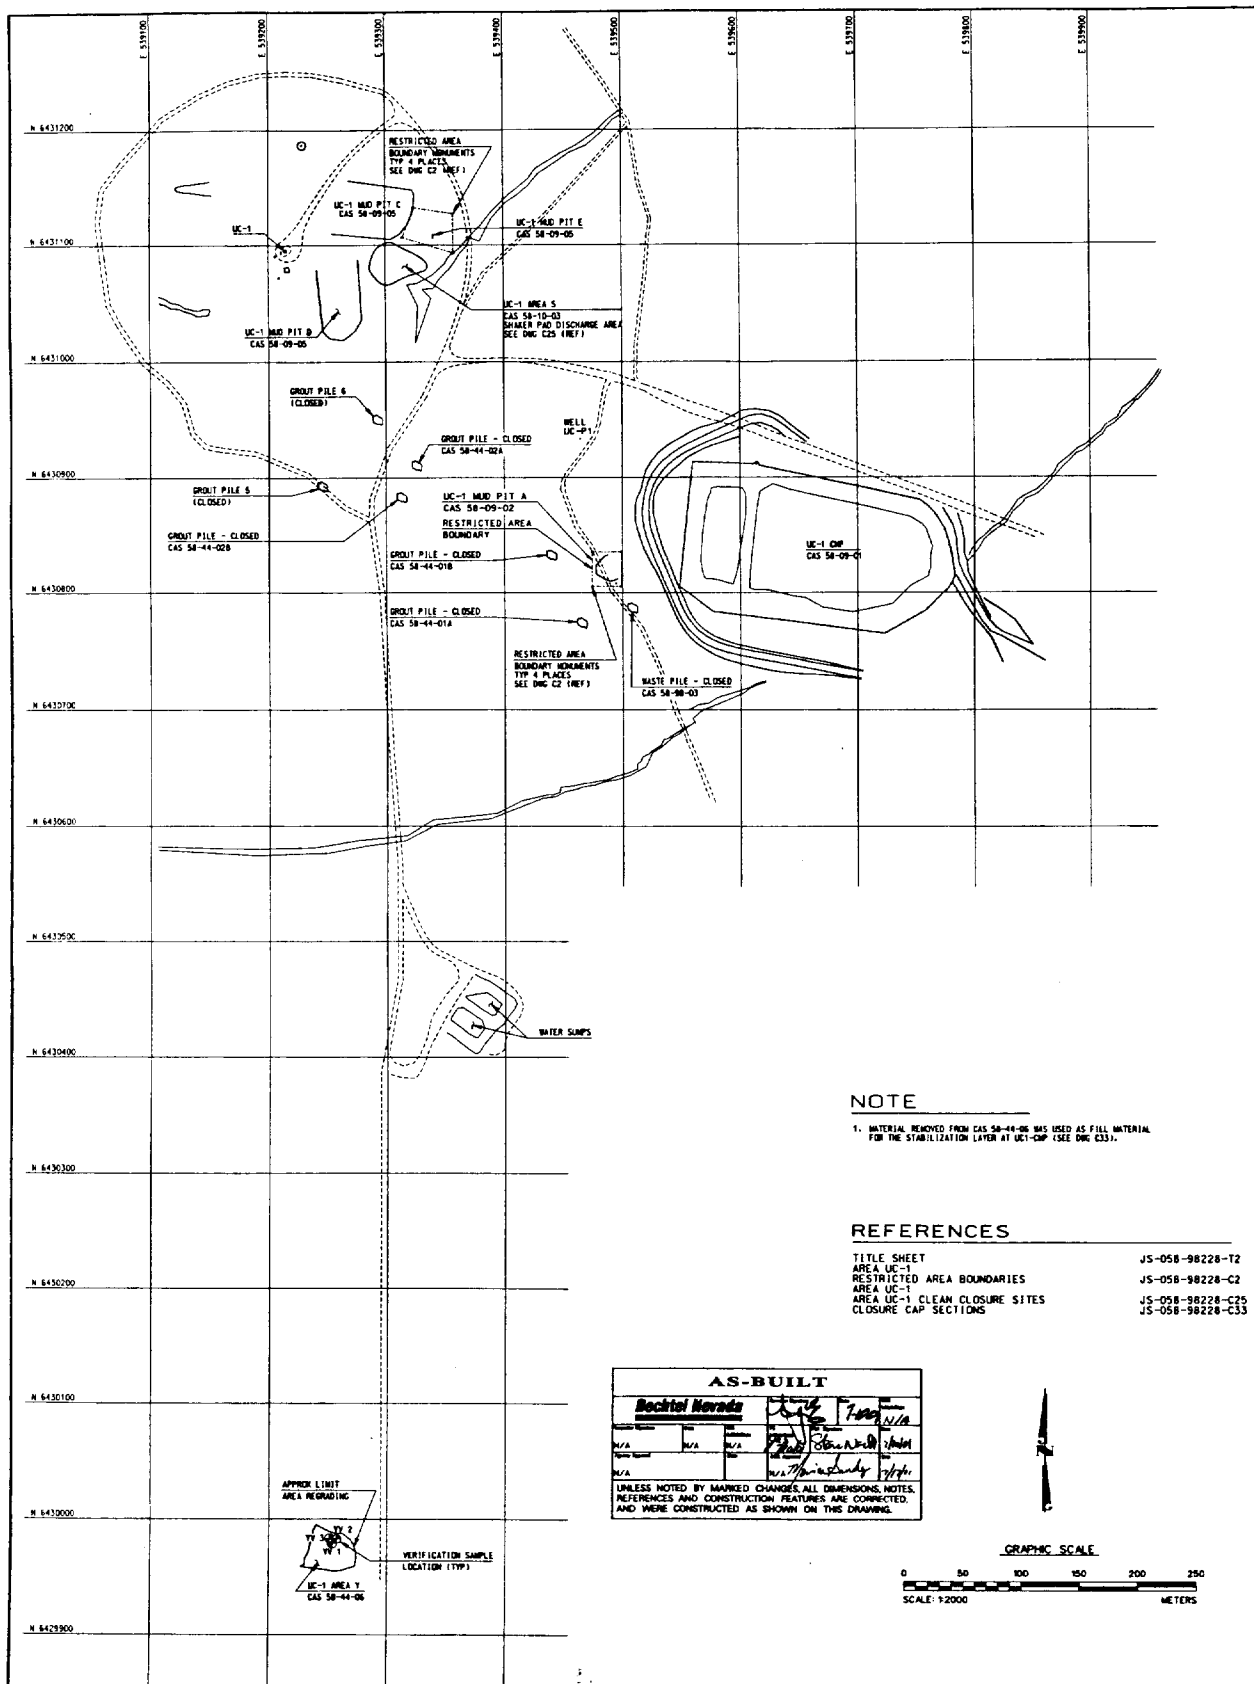 E 539100
E 539200
E 539300
E 539400
E 539500
E 539600
E 539700
E 539800
E 539900
N 6431200
RESTRICTED AREA
BOUNDARY MONUMENTS
TYP 4 PLACES
SEE DWG C2 (REF)
UC-1 MUD PIT C
CAS 58-09-05
UC-1 MUD PIT E
CAS 58-09-05
UC-1
N 6431100
UC-1 AREA S
CAS 58-10-03
SHAKER PAD DISCHARGE AREA
SEE DWG C25 (REF)
UC-1 MUD PIT D
CAS 58-09-05
N 6431000
GROUT PILE 6
(CLOSED)
WELL
UC-P1
GROUT PILE - CLOSED
CAS 58-44-02A
N 6430900
GROUT PILE 5
(CLOSED)
UC-1 MUD PIT A
CAS 58-09-02
RESTRICTED AREA
BOUNDARY
GROUT PILE - CLOSED
CAS 58-44-02B
UC-1 CMP
CAS 58-09-01
GROUT PILE - CLOSED
CAS 58-44-01B
N 6430800
GROUT PILE - CLOSED
CAS 58-44-01A
RESTRICTED AREA
BOUNDARY MONUMENTS
TYP 4 PLACES
SEE DWG C2 (REF)
WASTE PILE - CLOSED
CAS 58-98-03
N 6430700
N 6430600
N 6430500
WATER SUMPS
N 6430400
NOTE
1. MATERIAL REMOVED FROM CAS 58-44-06 WAS USED AS FILL MATERIAL
FOR THE STABILIZATION LAYER AT UC1-CMP (SEE DWG C33).
N 6430300
REFERENCES
TITLE SHEET JS-058-98228-T2
AREA UC-1
RESTRICTED AREA BOUNDARIES JS-058-98228-C2
AREA UC-1
AREA UC-1 CLEAN CLOSURE SITES JS-058-98228-C25
CLOSURE CAP SECTIONS JS-058-98228-C33
N 6430200
N 6430100
AS-BUILT
Bechtel Nevada
N/A
N/A
N/A
N/A
N/A
N/A
UNLESS NOTED BY MARKED CHANGES, ALL DIMENSIONS, NOTES,
REFERENCES AND CONSTRUCTION FEATURES ARE CORRECTED,
AND WERE CONSTRUCTED AS SHOWN ON THIS DRAWING.
N
APPROX LIMIT
AREA REGRADING
N 6430000
YV 2
YV 3
YV 1
VERIFICATION SAMPLE
LOCATION (TYP)
UC-1 AREA Y
CAS 58-44-06
GRAPHIC SCALE
0 50 100 150 200 250
SCALE: 1:2000 METERS
N 6429900